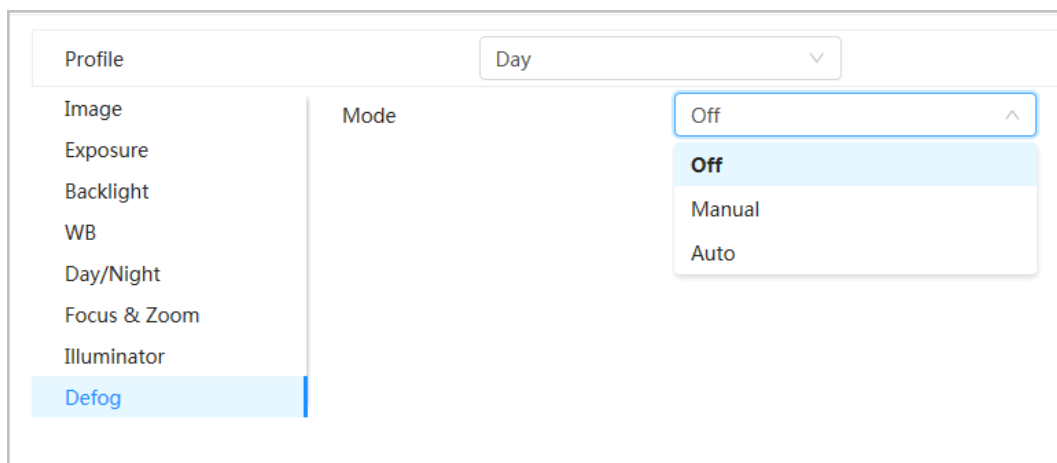 Profile
Day
Image
Mode
Off
Exposure
Off
Backlight
Manual
WB
Auto
Day/Night
Focus & Zoom
Illuminator
Defog